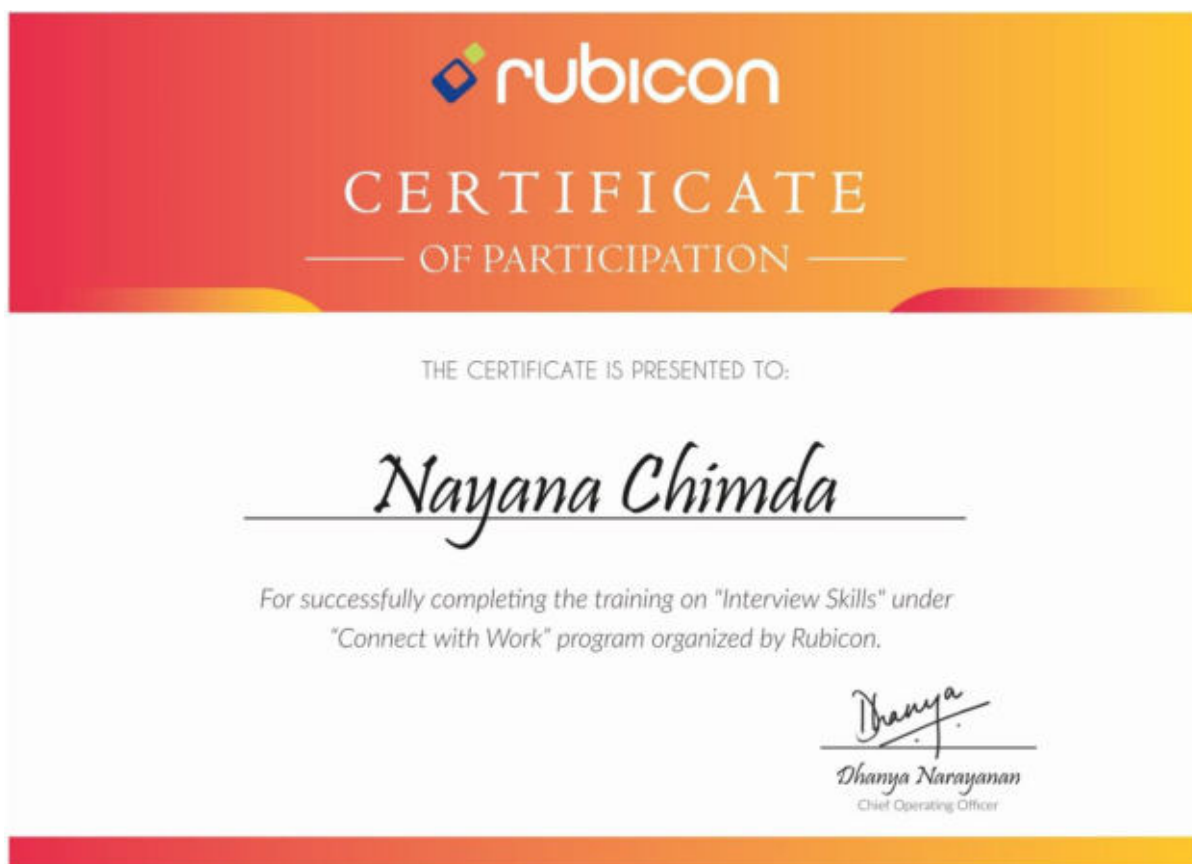 rubicon
CERTIFICATE
OF PARTICIPATION
THE CERTIFICATE IS PRESENTED TO:
Nayana Chimda
For successfully completing the training on "Interview Skills" under
"Connect with Work" program organized by Rubicon.
Dhanya
Dhanya Narayanan
Chief Operating Officer